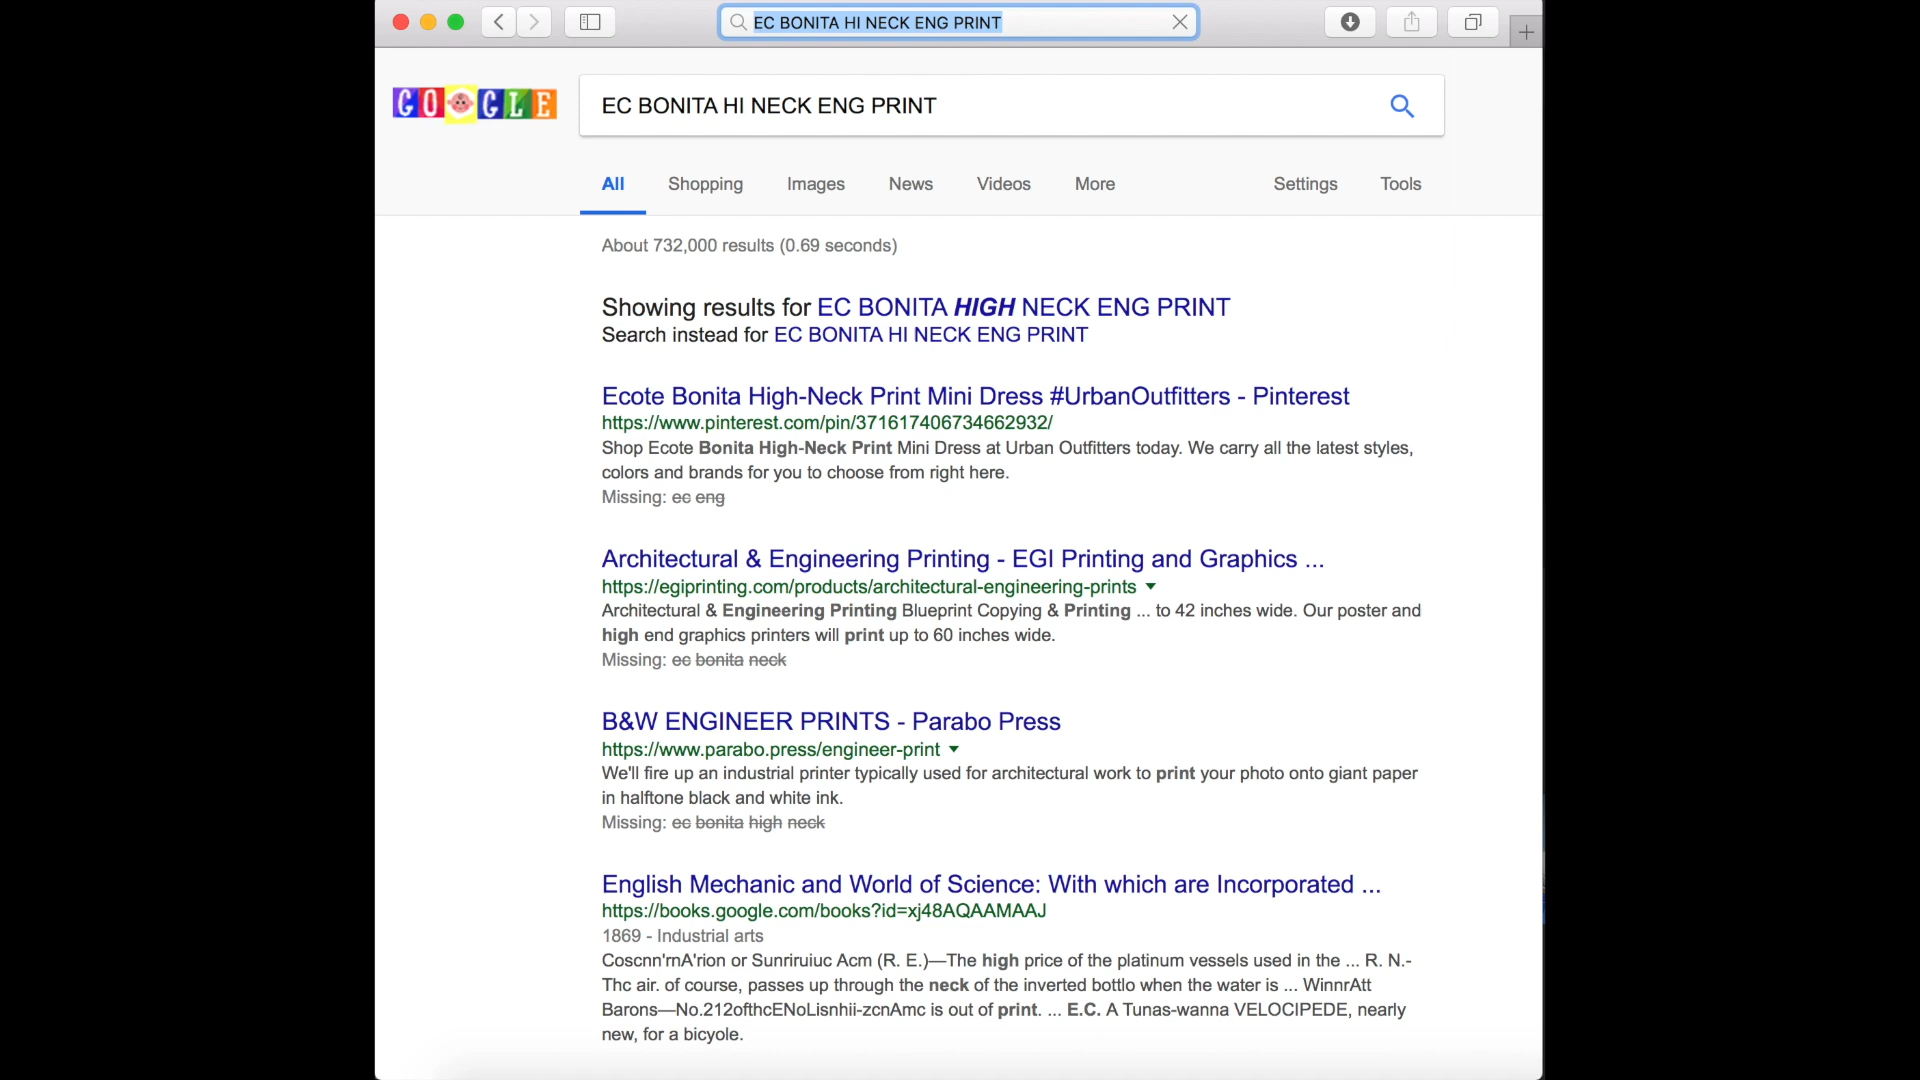 EC BONITA HI NECK ENG PRINT
GOOGLE
EC BONITA HI NECK ENG PRINT
All Shopping Images News Videos More Settings Tools
About 732,000 results (0.69 seconds)
Showing results for EC BONITA HIGH NECK ENG PRINT
Search instead for EC BONITA HI NECK ENG PRINT
Ecote Bonita High-Neck Print Mini Dress #UrbanOutfitters - Pinterest
https://www.pinterest.com/pin/371617406734662932/
Shop Ecote Bonita High-Neck Print Mini Dress at Urban Outfitters today. We carry all the latest styles,
colors and brands for you to choose from right here.
Missing: ec eng
Architectural & Engineering Printing - EGI Printing and Graphics ...
https://egiprinting.com/products/architectural-engineering-prints
Architectural & Engineering Printing Blueprint Copying & Printing ... to 42 inches wide. Our poster and
high end graphics printers will print up to 60 inches wide.
Missing: ec bonita neck
B&W ENGINEER PRINTS - Parabo Press
https://www.parabo.press/engineer-print
We'll fire up an industrial printer typically used for architectural work to print your photo onto giant paper
in halftone black and white ink.
Missing: ec bonita high neck
English Mechanic and World of Science: With which are Incorporated ...
https://books.google.com/books?id=xj48AQAAMAAJ
1869 - Industrial arts
Coscnn'rnA'rion or Sunriruiuc Acm (R. E.)—The high price of the platinum vessels used in the ... R. N.-
Thc air. of course, passes up through the neck of the inverted bottlo when the water is ... WinnrAtt
Barons—No.212ofthcENoLisnhii-zcnAmc is out of print. ... E.C. A Tunas-wanna VELOCIPEDE, nearly
new, for a bicycle.